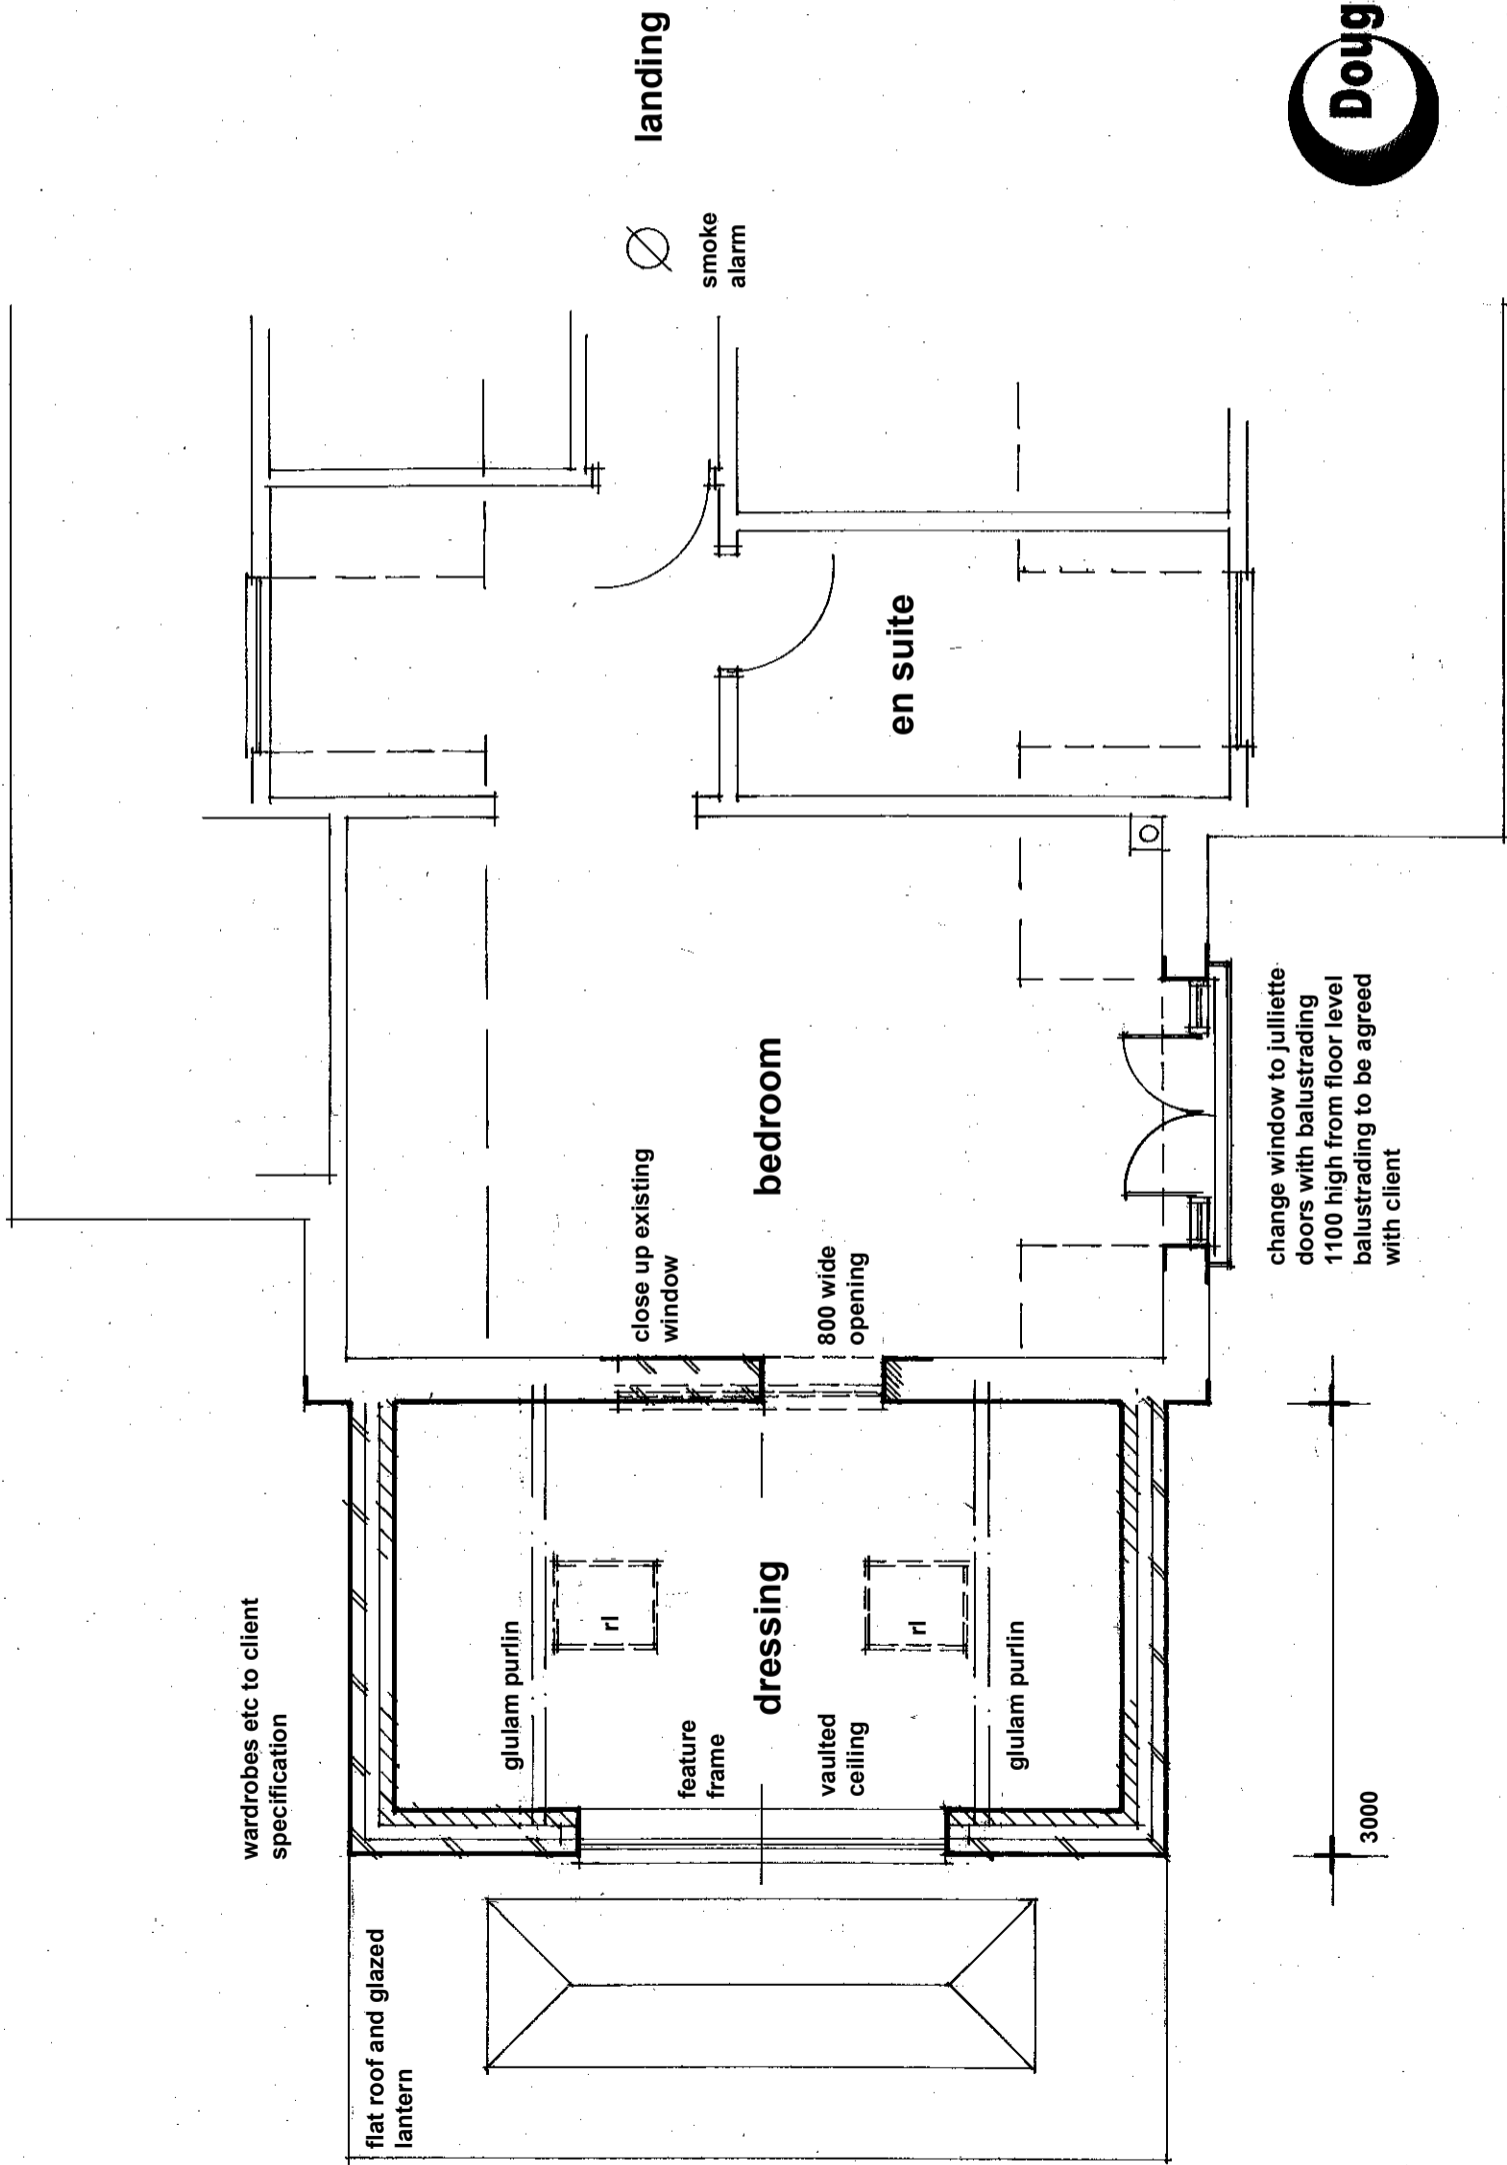 wardrobes etc to client
specification
flat roof and glazed
lantern
glulam purlin
rl
feature
frame
dressing
vaulted
ceiling
rl
glulam purlin
close up existing
window
800 wide
opening
bedroom
en suite
smoke
alarm
landing
change window to julliette
doors with balustrading
1100 high from floor level
balustrading to be agreed
with client
3000
Doug